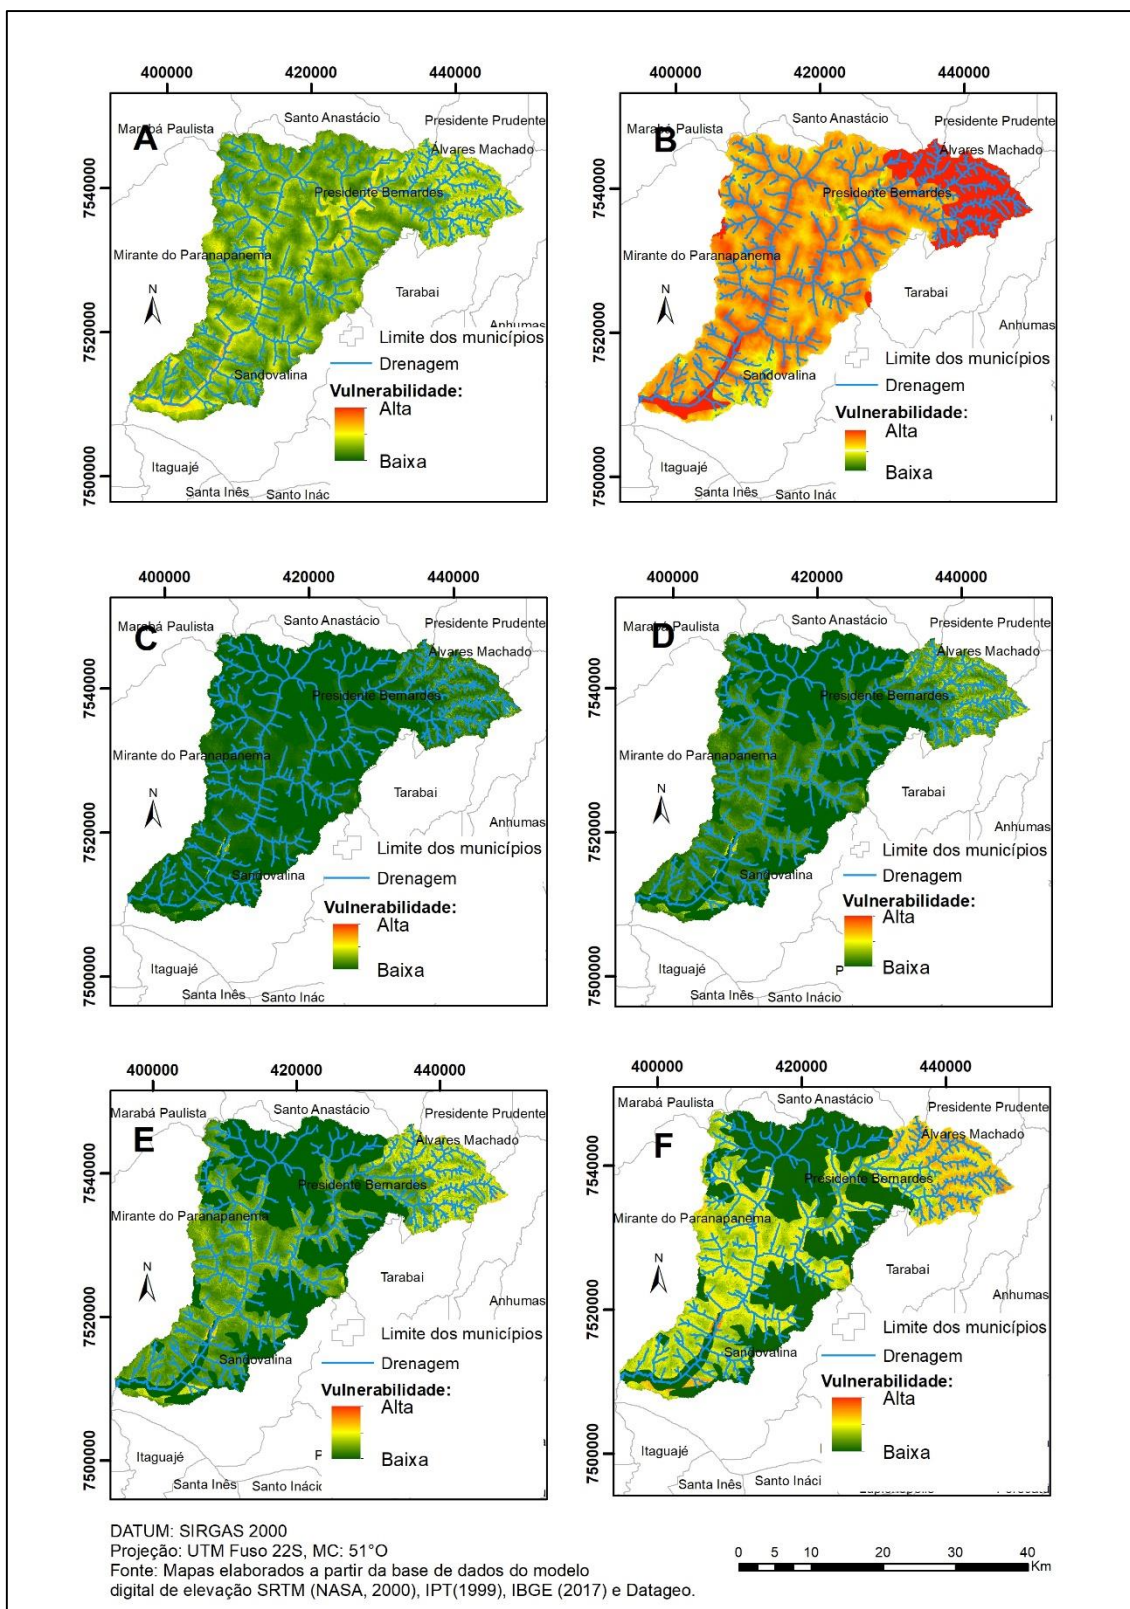 400000 420000 440000
400000 420000 440000
A
B
Marabá Paulista
Santo Anastácio
Presidente Prudente
Álvares Machado
Presidente Bernardes
Mirante do Paranapanema
Tarabai
Anhumas
Sandovalina
Itaguajé
Santa Inês
Santo Inác
7540000
7520000
7500000
N
Limite dos municípios
Drenagem
Vulnerabilidade:
Alta
Baixa
Marabá Paulista
Santo Anastácio
Presidente Prudente
Álvares Machado
Presidente Bernardes
Mirante do Paranapanema
Tarabai
Anhumas
Sandovalina
Itaguajé
Santa Inês
Santo Inác
7540000
7520000
7500000
N
Limite dos municípios
Drenagem
Vulnerabilidade:
Alta
Baixa
400000 420000 440000
400000 420000 440000
C
D
Marabá Paulista
Santo Anastácio
Presidente Prudente
Álvares Machado
Presidente Bernardes
Mirante do Paranapanema
Tarabai
Anhumas
Sandovalina
Itaguajé
Santa Inês
Santo Inác
7540000
7520000
7500000
N
Limite dos municípios
Drenagem
Vulnerabilidade:
Alta
Baixa
Marabá Paulista
Santo Anastácio
Presidente Prudente
Álvares Machado
Presidente Bernardes
Mirante do Paranapanema
Tarabai
Anhumas
Sandovalina
Itaguajé
P
Santa Inês
Santo Inácio
7540000
7520000
7500000
N
Limite dos municípios
Drenagem
Vulnerabilidade:
Alta
Baixa
400000 420000 440000
400000 420000 440000
E
F
Marabá Paulista
Santo Anastácio
Presidente Prudente
Álvares Machado
Presidente Bernardes
Mirante do Paranapanema
Tarabai
Anhumas
Sandovalina
Itaguajé
P
Santa Inês
Santo Inácio
7540000
7520000
7500000
N
Limite dos municípios
Drenagem
Vulnerabilidade:
Alta
Baixa
Marabá Paulista
Santo Anastácio
Presidente Prudente
Álvares Machado
Presidente Bernardes
Mirante do Paranapanema
Tarabai
Anhumas
Sandovalina
Itaguajé
Santa Inês
Santo Ináci
7540000
7520000
7500000
N
Limite dos municípios
Drenagem
Vulnerabilidade:
Alta
Baixa
DATUM: SIRGAS 2000
Projeção: UTM Fuso 22S, MC: 51°O
Fonte: Mapas elaborados a partir da base de dados do modelo
digital de elevação SRTM (NASA, 2000), IPT(1999), IBGE (2017) e Datageo.
0 5 10 20 30 40
Km